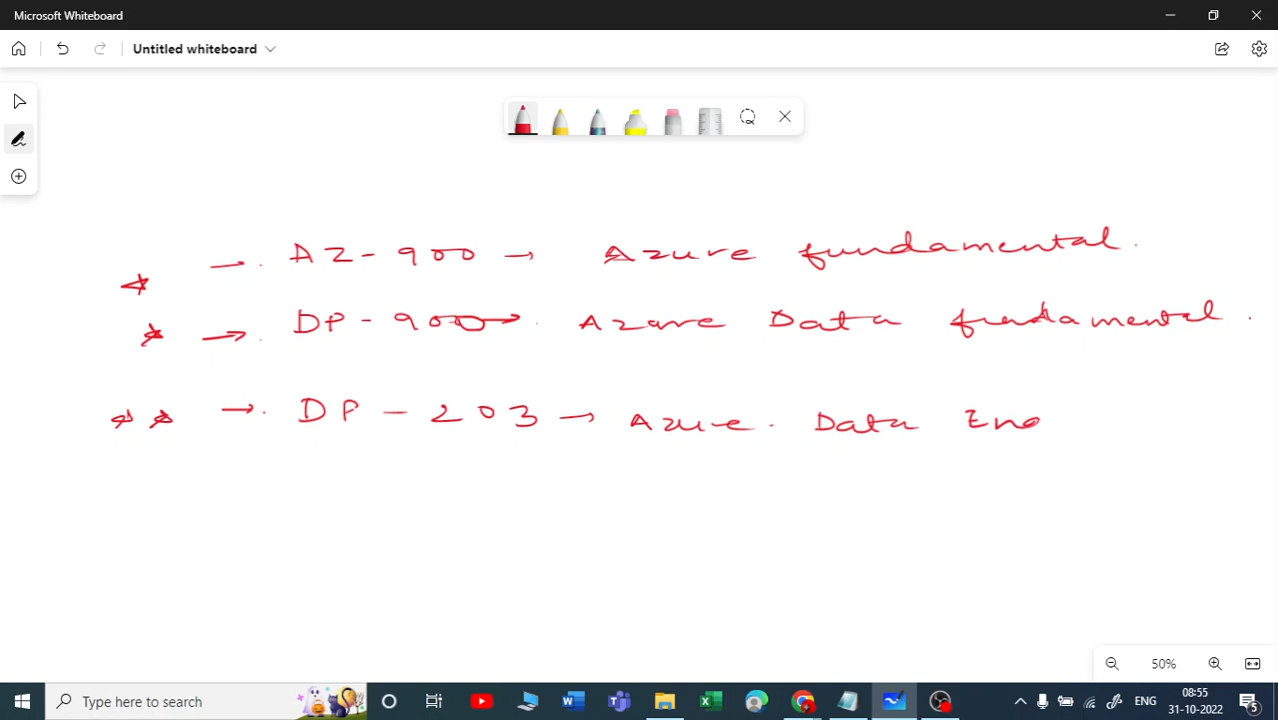 Microsoft Whiteboard
Untitled whiteboard
→ AZ-900 → Azure fundamental.
→ DP-900 → Azure Data fundamental.
→ DP-203 → Azure Data
50%
Type here to search
ENG
08:55
31-10-2022
5